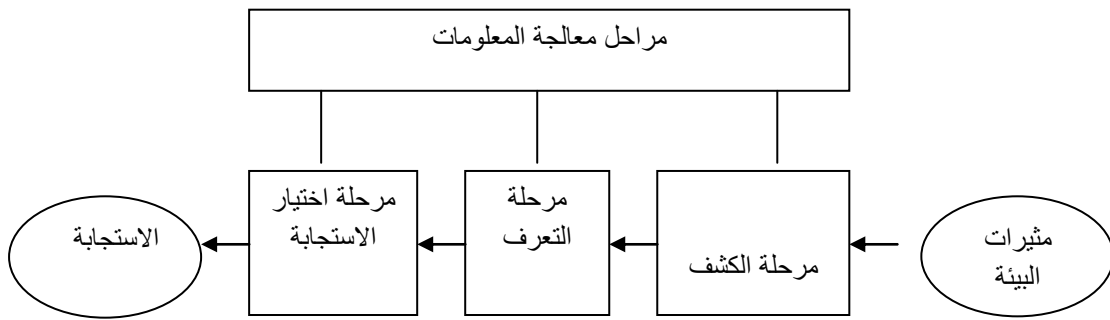 مراحل معالجة المعلومات
مثيرات
البيئة
مرحلة الكشف
مرحلة
التعرف
مرحلة اختيار
الاستجابة
الاستجابة